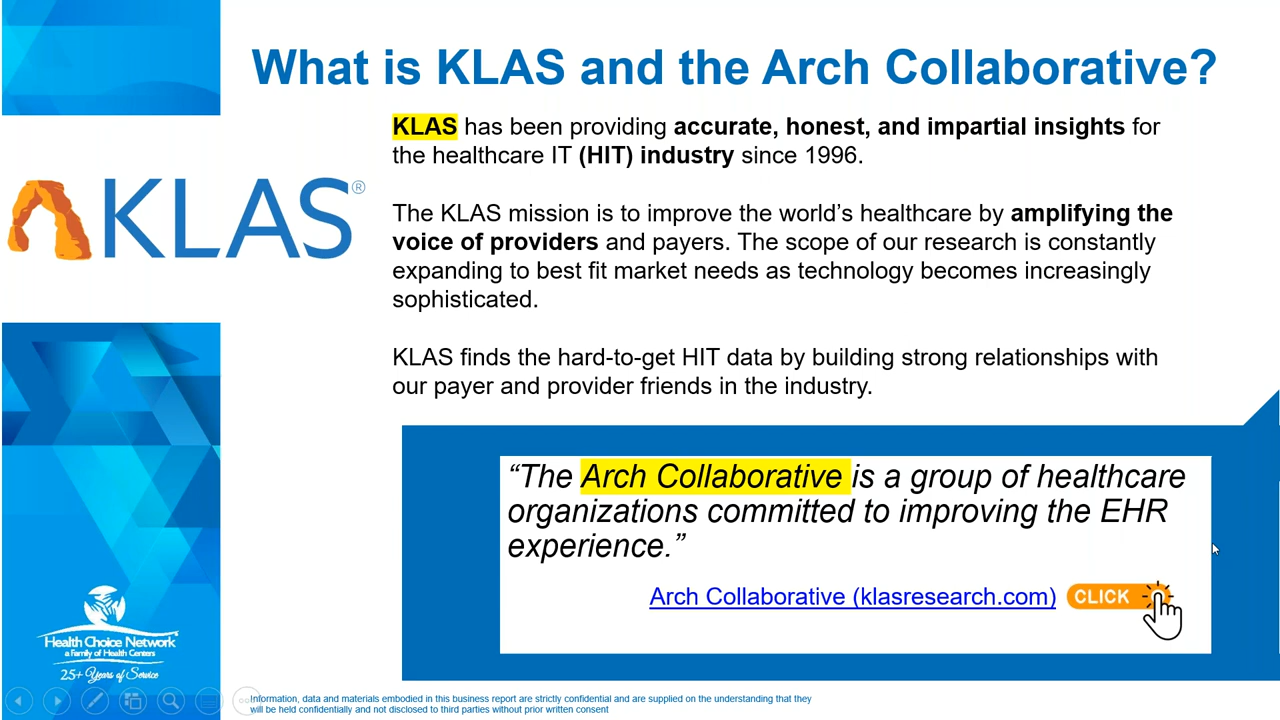 What is KLAS and the Arch Collaborative?
KLAS has been providing accurate, honest, and impartial insights for
the healthcare IT (HIT) industry since 1996.
KLAS®
The KLAS mission is to improve the world’s healthcare by amplifying the
voice of providers and payers. The scope of our research is constantly
expanding to best fit market needs as technology becomes increasingly
sophisticated.
KLAS finds the hard-to-get HIT data by building strong relationships with
our payer and provider friends in the industry.
“The Arch Collaborative is a group of healthcare
organizations committed to improving the EHR
experience.”
Arch Collaborative (klasresearch.com)
CLICK
Health Choice Network
a Family of Health Centers
25+ Years of Service
Information, data and materials embodied in this business report are strictly confidential and are supplied on the understanding that they
will be held confidentially and not disclosed to third parties without prior written consent